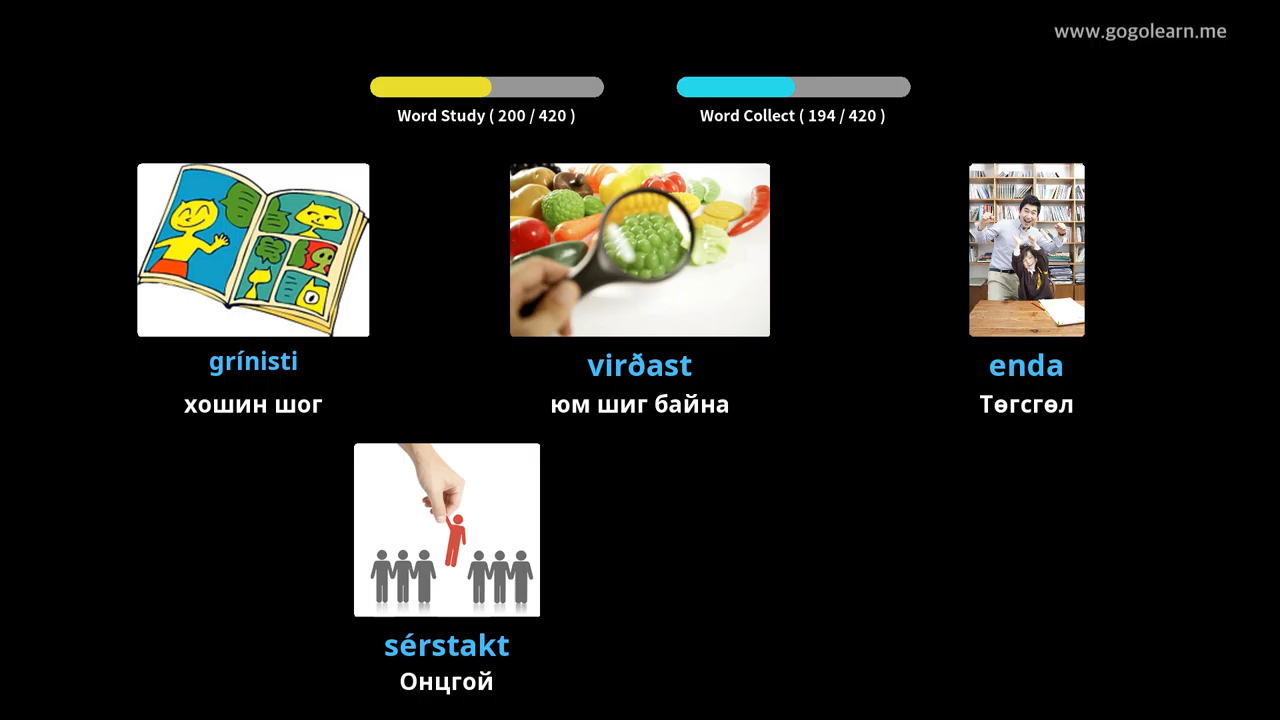 www.gogolearn.me
Word Study ( 200 / 420 )
Word Collect ( 194 / 420 )
grínisti
хошин шог
virðast
юм шиг байна
enda
Төгсгөл
sérstakt
Онцгой